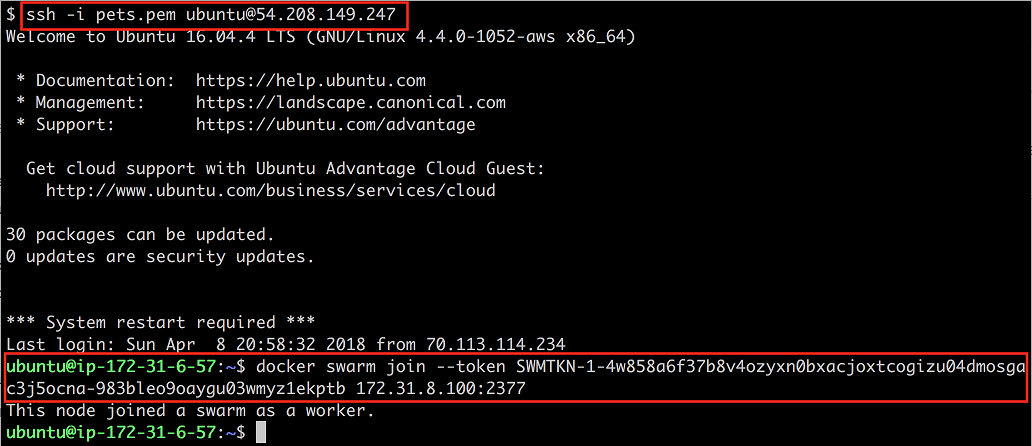 $ ssh -i pets.pem ubuntu@54.208.149.247
Welcome to Ubuntu 16.04.4 LTS (GNU/Linux 4.4.0-1052-aws x86_64)
* Documentation: https://help.ubuntu.com
* Management: https://landscape.canonical.com
* Support: https://ubuntu.com/advantage
Get cloud support with Ubuntu Advantage Cloud Guest:
http://www.ubuntu.com/business/services/cloud
30 packages can be updated.
0 updates are security updates.
*** System restart required ***
Last login: Sun Apr 8 20:58:32 2018 from 70.113.114.234
ubuntu@ip-172-31-6-57:~$ docker swarm join --token SWMTKN-1-4w858a6f37b8v4ozyxn0bxacjoxtcogizu04dmosga
c3j5ocna-983bleo9oaygu03wmyz1ekptb 172.31.8.100:2377
This node joined a swarm as a worker.
ubuntu@ip-172-31-6-57:~$